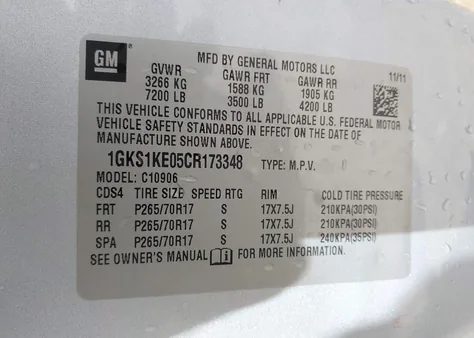 GM
MFD BY GENERAL MOTORS LLC
GVWR GAWR FRT GAWR RR 11/11
3266 KG 1588 KG 1905 KG
7200 LB 3500 LB 4200 LB
THIS VEHICLE CONFORMS TO ALL APPLICABLE U.S. FEDERAL MOTOR
VEHICLE SAFETY STANDARDS IN EFFECT ON THE DATE OF
MANUFACTURE SHOWN ABOVE.
1GKS1KE05CR173348 TYPE: M.P.V.
MODEL: C10906
CDS4 TIRE SIZE SPEED RTG RIM COLD TIRE PRESSURE
FRT P265/70R17 S 17X7.5J 210KPA(30PSI)
RR P265/70R17 S 17X7.5J 210KPA(30PSI)
SPA P265/70R17 S 17X7.5J 240KPA(35PSI)
SEE OWNER'S MANUAL FOR MORE INFORMATION.